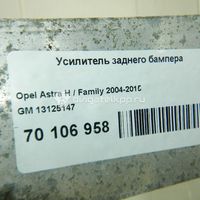 Усилитель заднего бампера
Opel Astra H / Family 2004-2015
GM 13125147
70 106 958